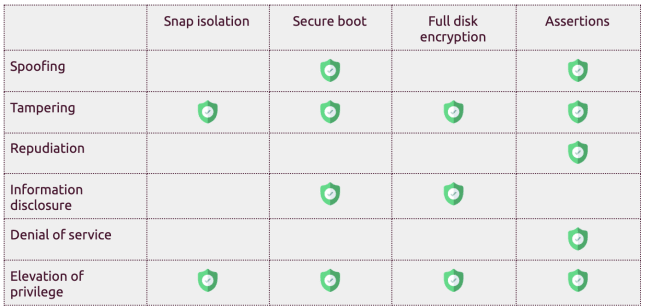 Snap isolation
Secure boot
Full disk
encryption
Assertions
Spoofing
Tampering
Repudiation
Information
disclosure
Denial of service
Elevation of
privilege